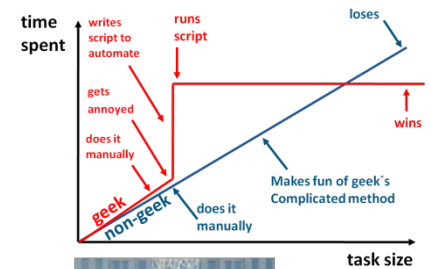 time
spent
writes
script to
automate
runs
script
loses
gets
annoyed
does it
manually
wins
geek
non-geek
does it
manually
Makes fun of geek´s
Complicated method
task size